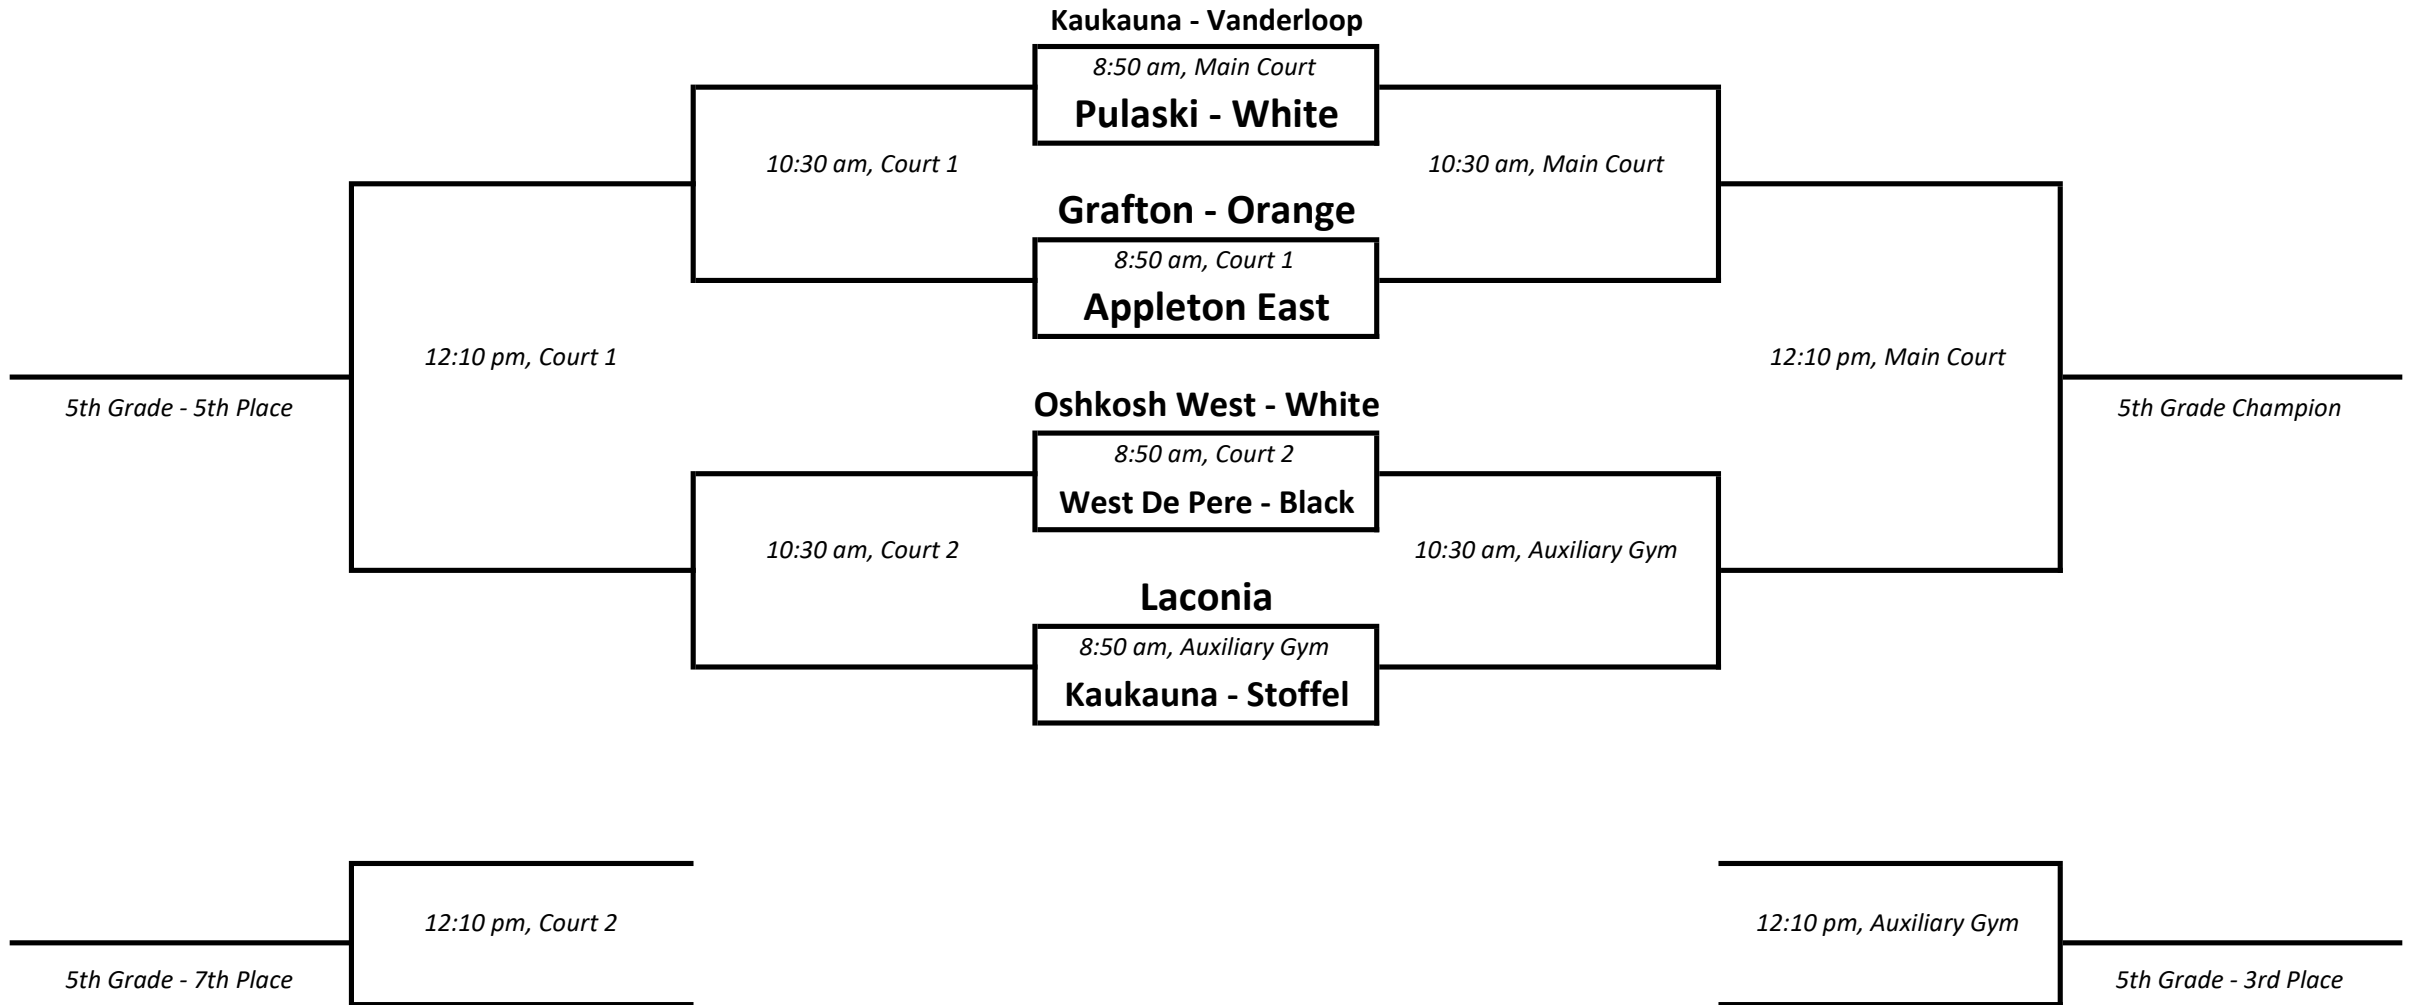 Kaukauna - Vanderloop
8:50 am, Main Court
Pulaski - White
10:30 am, Court 1
10:30 am, Main Court
Grafton - Orange
8:50 am, Court 1
Appleton East
12:10 pm, Court 1
12:10 pm, Main Court
5th Grade - 5th Place
Oshkosh West - White
5th Grade Champion
8:50 am, Court 2
West De Pere - Black
10:30 am, Court 2
10:30 am, Auxiliary Gym
Laconia
8:50 am, Auxiliary Gym
Kaukauna - Stoffel
12:10 pm, Court 2
12:10 pm, Auxiliary Gym
5th Grade - 7th Place
5th Grade - 3rd Place